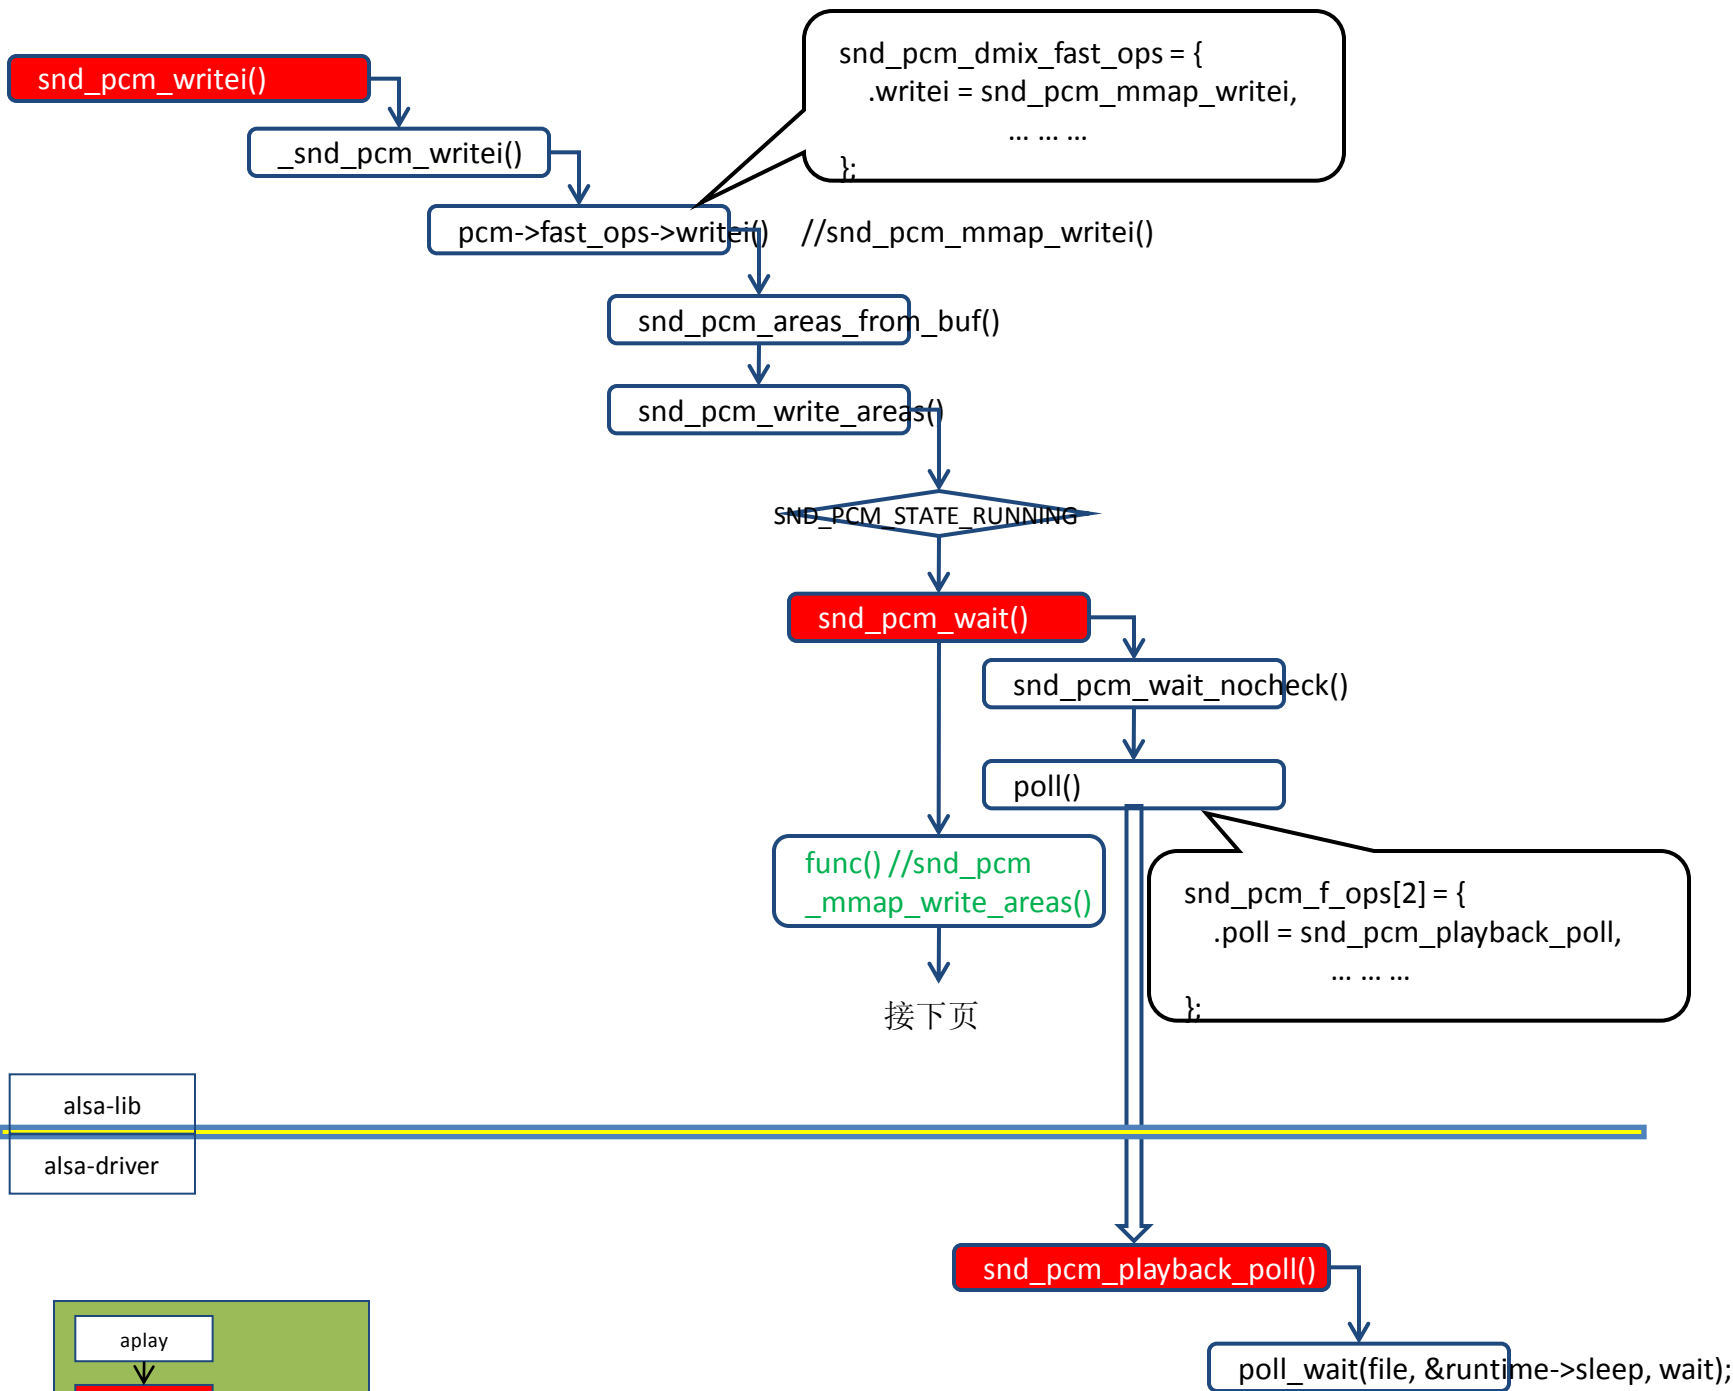 snd_pcm_dmix_fast_ops = {
.writei = snd_pcm_mmap_writei,
... ... ...
};
snd_pcm_writei()
_snd_pcm_writei()
pcm->fast_ops->writei() //snd_pcm_mmap_writei()
snd_pcm_areas_from_buf()
snd_pcm_write_areas()
SND_PCM_STATE_RUNNING
snd_pcm_wait()
snd_pcm_wait_nocheck()
poll()
func() //snd_pcm
_mmap_write_areas()
snd_pcm_f_ops[2] = {
.poll = snd_pcm_playback_poll,
... ... ...
};
接下页
alsa-lib
alsa-driver
snd_pcm_playback_poll()
aplay
poll_wait(file, &runtime->sleep, wait);